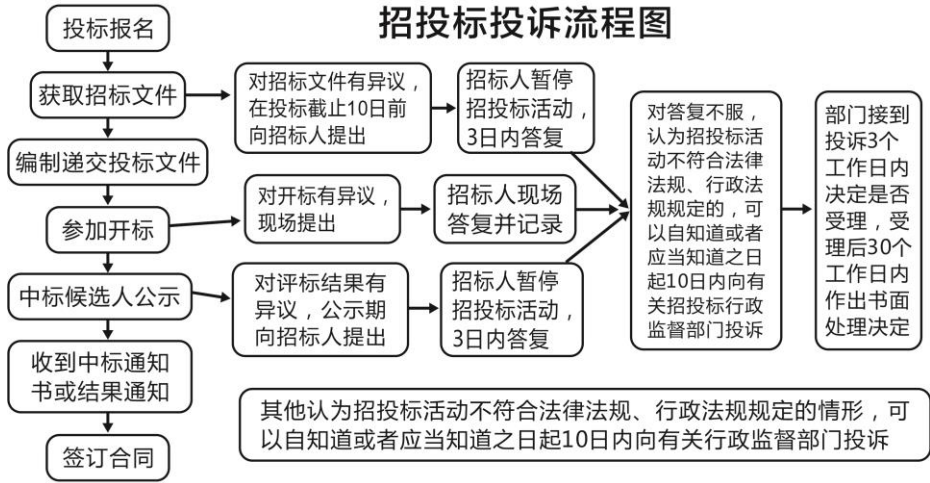 招投标投诉流程图
投标报名
获取招标文件
编制递交投标文件
参加开标
中标候选人公示
收到中标通知
书或结果通知
签订合同
对招标文件有异议，
在投标截止10日前
向招标人提出
招标人暂停
招投标活动，
3日内答复
对开标有异议，
现场提出
招标人现场
答复并记录
对评标结果有
异议，公示期
向招标人提出
招标人暂停
招投标活动，
3日内答复
对答复不服，
认为招投标活
动不符合法律
法规、行政法
规规定的，可
以自知道或者
应当知道之日
起10日内向有
关招投标行政
监督部门投诉
部门接到
投诉3个
工作日内
决定是否
受理，受
理后30个
工作日内
作出书面
处理决定
其他认为招投标活动不符合法律法规、行政法规规定的情形，可
以自知道或者应当知道之日起10日内向有关行政监督部门投诉